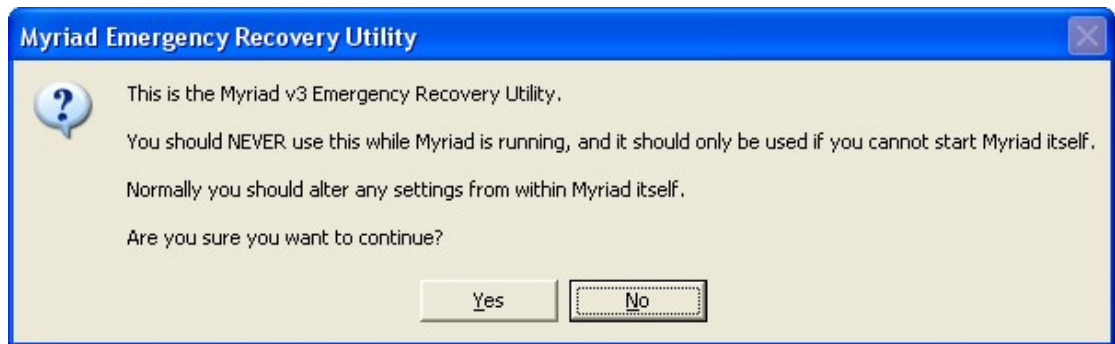 Myriad Emergency Recovery Utility
This is the Myriad v3 Emergency Recovery Utility.
You should NEVER use this while Myriad is running, and it should only be used if you cannot start Myriad itself.
Normally you should alter any settings from within Myriad itself.
Are you sure you want to continue?
Yes
No